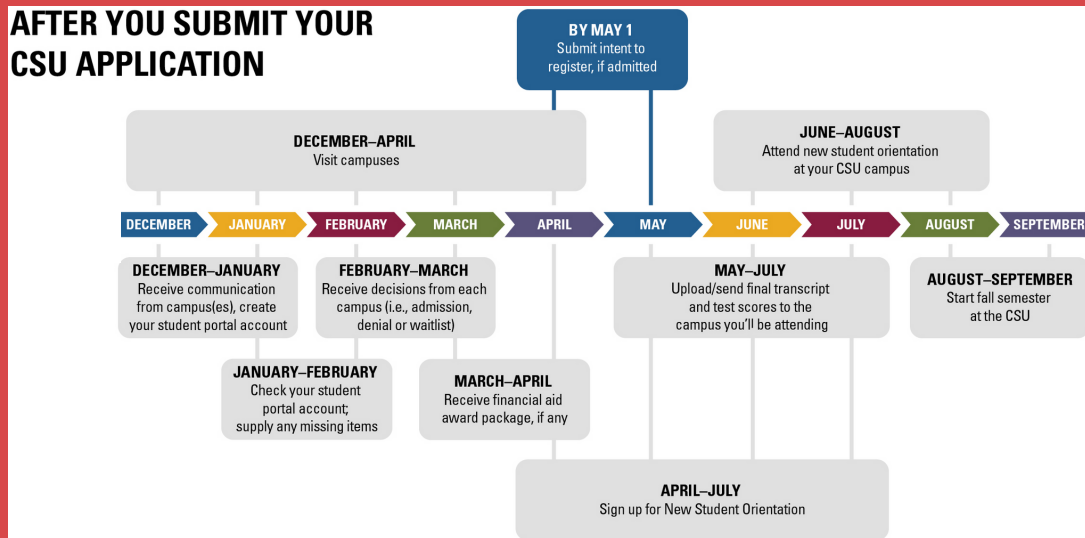 AFTER YOU SUBMIT YOUR
CSU APPLICATION
BY MAY 1
Submit intent to
register, if admitted
DECEMBER–APRIL
Visit campuses
JUNE–AUGUST
Attend new student orientation
at your CSU campus
DECEMBER
JANUARY
FEBRUARY
MARCH
APRIL
MAY
JUNE
JULY
AUGUST
SEPTEMBER
DECEMBER–JANUARY
Receive communication
from campus(es), create
your student portal account
FEBRUARY–MARCH
Receive decisions from each
campus (i.e., admission,
denial or waitlist)
MAY–JULY
Upload/send final transcript
and test scores to the
campus you'll be attending
AUGUST–SEPTEMBER
Start fall semester
at the CSU
JANUARY–FEBRUARY
Check your student
portal account;
supply any missing items
MARCH–APRIL
Receive financial aid
award package, if any
APRIL–JULY
Sign up for New Student Orientation